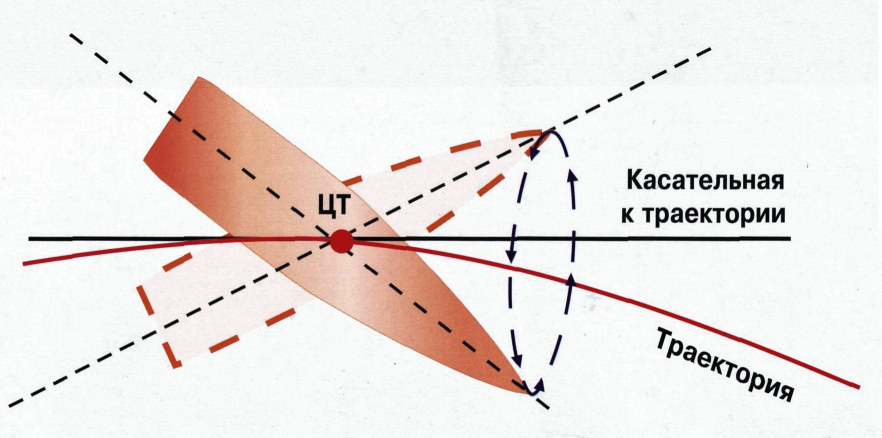 ЦТ
Касательная
к траектории
Траектория